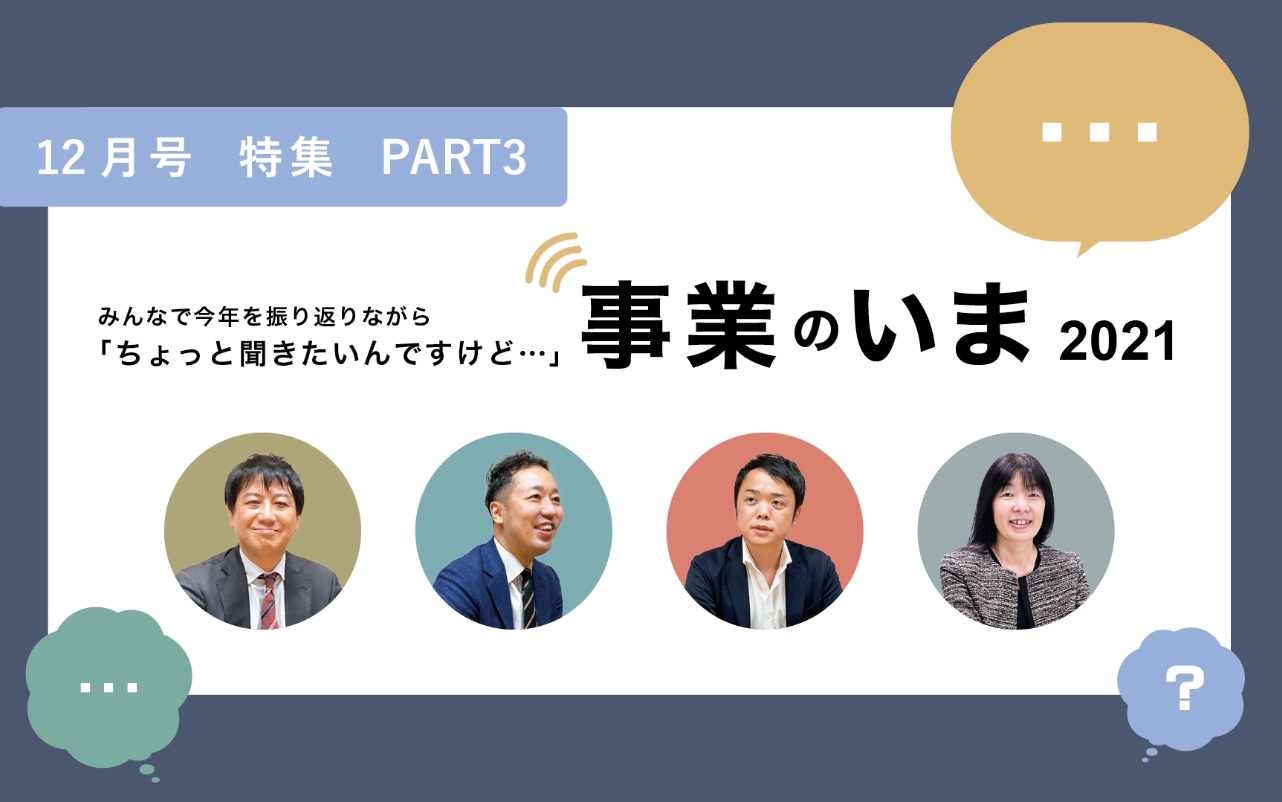 12月号　特集　PART3
みんなで今年を振り返りながら
「ちょっと聞きたいんですけど…」
事業のいま 2021
…
…
?